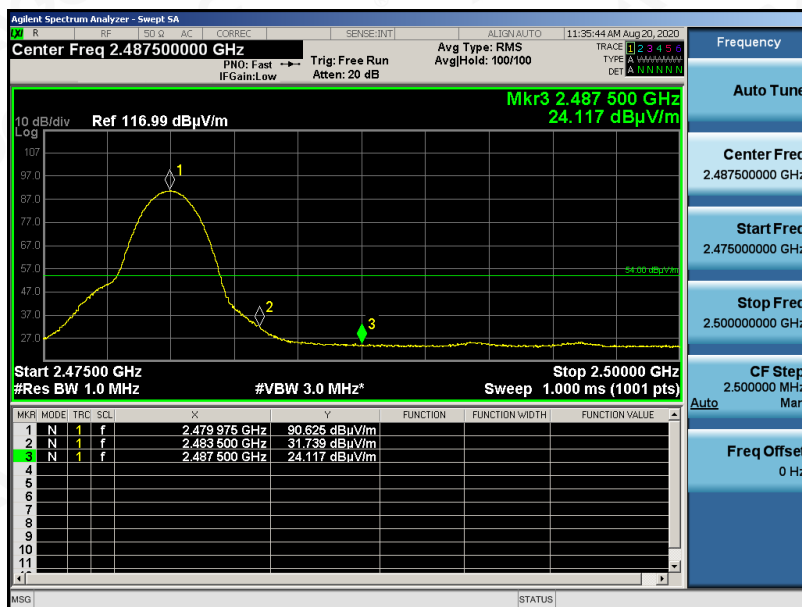 Agilent Spectrum Analyzer - Swept SA
LXI R RF 50 Ω AC CORREC SENSE:INT ALIGN AUTO 11:35:44 AM Aug 20, 2020
Center Freq 2.487500000 GHz
PNO: Fast
IFGain:Low
Trig: Free Run
Atten: 20 dB
Avg Type: RMS
Avg|Hold: 100/100
TRACE 1 2 3 4 5 6
TYPE A WWWWW
DET A N N N N N
Mkr3 2.487 500 GHz
24.117 dBµV/m
10 dB/div Ref 116.99 dBµV/m
Log
107
97.0
87.0
77.0
67.0
57.0
47.0
37.0
27.0
1
2
3
54.00 dBµV/m
Start 2.47500 GHz Stop 2.50000 GHz
#Res BW 1.0 MHz #VBW 3.0 MHz* Sweep 1.000 ms (1001 pts)
MKR MODE TRC SCL X Y FUNCTION FUNCTION WIDTH FUNCTION VALUE
1 N 1 f 2.479 975 GHz 90.625 dBµV/m
2 N 1 f 2.483 500 GHz 31.739 dBµV/m
3 N 1 f 2.487 500 GHz 24.117 dBµV/m
4
5
6
7
8
9
10
11
MSG STATUS
Frequency
Auto Tune
Center Freq
2.487500000 GHz
Start Freq
2.475000000 GHz
Stop Freq
2.500000000 GHz
CF Step
2.500000 MHz
Auto Man
Freq Offset
0 Hz